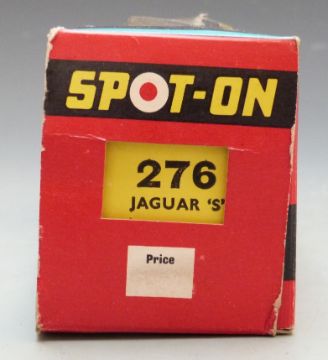 SPOT-ON
276
JAGUAR 'S'
Price